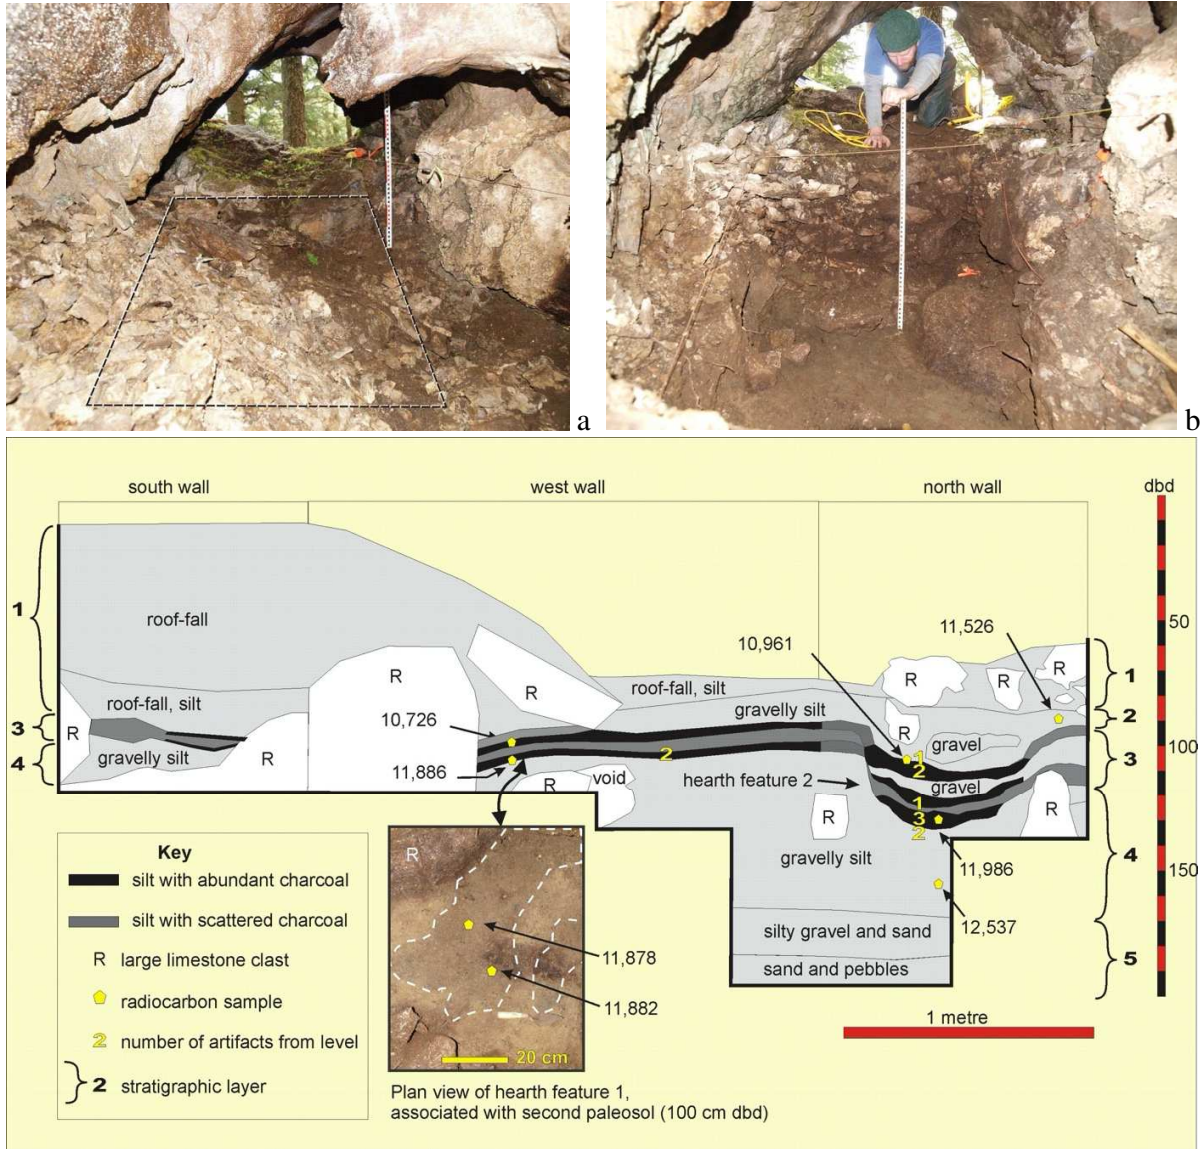 a
b
south wall
west wall
north wall
dbd
1
roof-fall
50
11,526
10,961
R
R
R
1
R
roof-fall, silt
roof-fall, silt
gravelly silt
2
3
R
10,726
R
gravel
1
100
3
4
gravelly silt
R
11,886
2
2
void
hearth feature 2
gravel
R
1
R
R
3
2
R
Key
gravelly silt
11,986
4
150
silt with abundant charcoal
silt with scattered charcoal
12,537
silty gravel and sand
R large limestone clast
11,878
5
sand and pebbles
radiocarbon sample
11,882
1 metre
2 number of artifacts from level
20 cm
2 stratigraphic layer
Plan view of hearth feature 1,
associated with second paleosol (100 cm dbd)